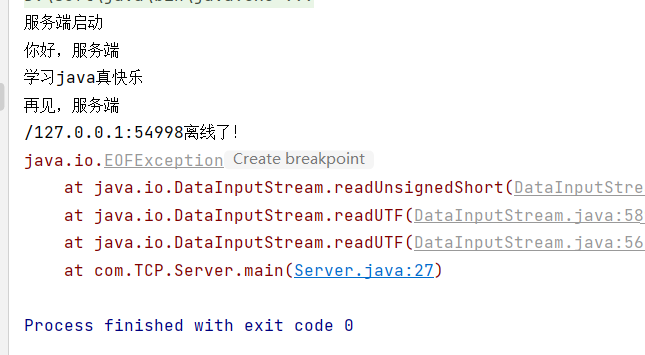 服务端启动
你好，服务端
学习java真快乐
再见，服务端
/127.0.0.1:54998离线了!
java.io.EOFException Create breakpoint
at java.io.DataInputStream.readUnsignedShort(DataInputStre
at java.io.DataInputStream.readUTF(DataInputStream.java:58
at java.io.DataInputStream.readUTF(DataInputStream.java:56
at com.TCP.Server.main(Server.java:27)
Process finished with exit code 0